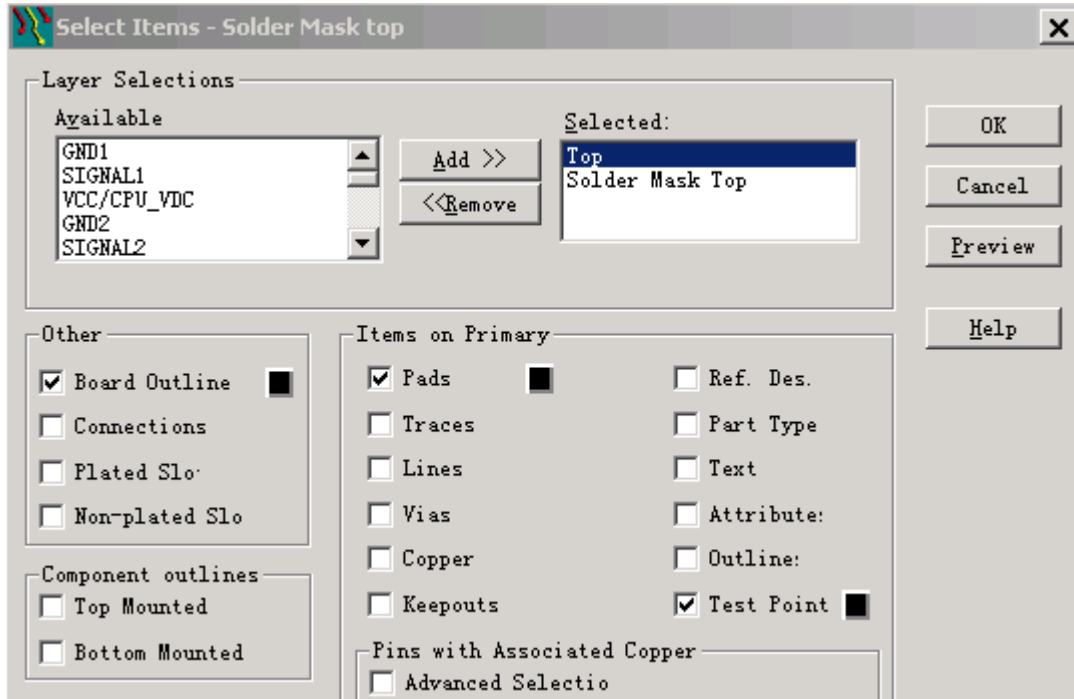 Select Items - Solder Mask top
Layer Selections
Available
GND1
SIGNAL1
VCC/CPU_VDC
GND2
SIGNAL2
Add >>
<<Remove
Selected:
Top
Solder Mask Top
OK
Cancel
Preview
Help
Other
Board Outline
Connections
Plated Slo
Non-plated Slo
Component outlines
Top Mounted
Bottom Mounted
Items on Primary
Pads
Traces
Lines
Vias
Copper
Keepouts
Ref. Des.
Part Type
Text
Attribute:
Outline:
Test Point
Pins with Associated Copper
Advanced Selectio